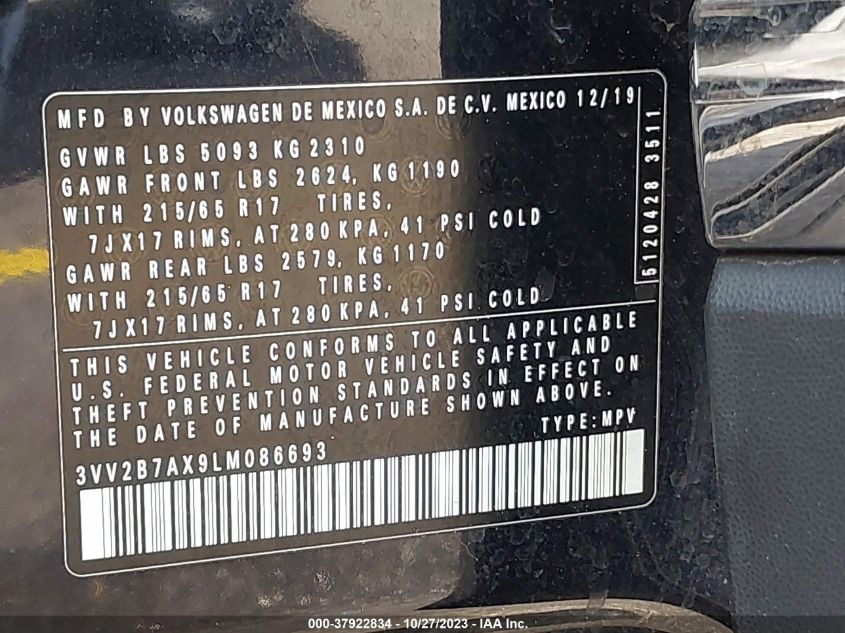 MFD BY VOLKSWAGEN DE MEXICO S.A. DE C.V. MEXICO 12/19
GVWR LBS 5093 KG 2310
GAWR FRONT LBS 2624, KG 1190
WITH 215/65 R17 TIRES,
7JX17 RIMS, AT 280 KPA, 41 PSI COLD
GAWR REAR LBS 2579, KG 1170
WITH 215/65 R17 TIRES,
7JX17 RIMS, AT 280 KPA, 41 PSI COLD
5120428 3511
THIS VEHICLE CONFORMS TO ALL APPLICABLE
U.S. FEDERAL MOTOR VEHICLE SAFETY AND
THEFT PREVENTION STANDARDS IN EFFECT ON
THE DATE OF MANUFACTURE SHOWN ABOVE.
TYPE: MPV
3VV2B7AX9LM086693
000-37922834 / 10/27/2023 - IAA Inc.